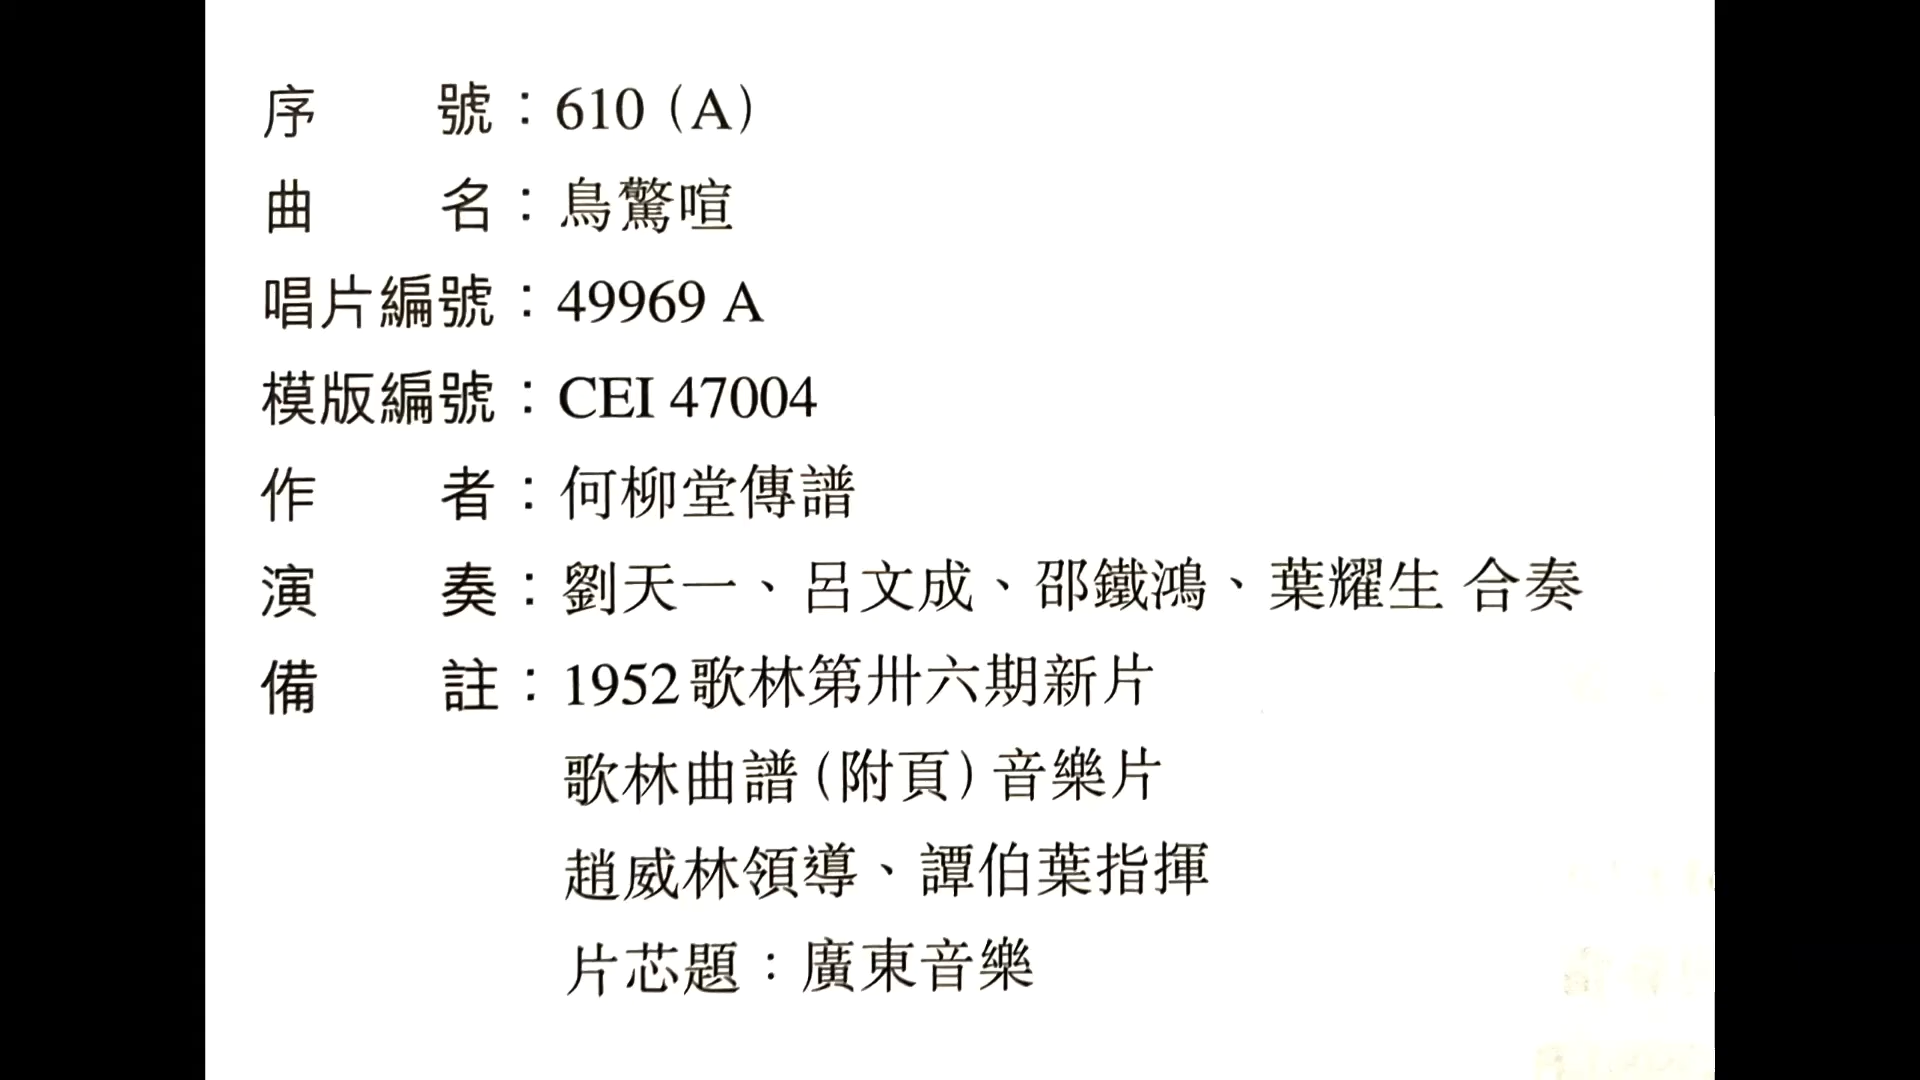 序號：610（A）
曲名：鳥驚喧
唱片編號：49969 A
模版編號：CEI 47004
作者：何柳堂傳譜
演奏：劉天一、呂文成、邵鐵鴻、葉耀生 合奏
備註：1952歌林第卅六期新片
歌林曲譜（附頁）音樂片
趙威林領導、譚伯葉指揮
片芯題：廣東音樂